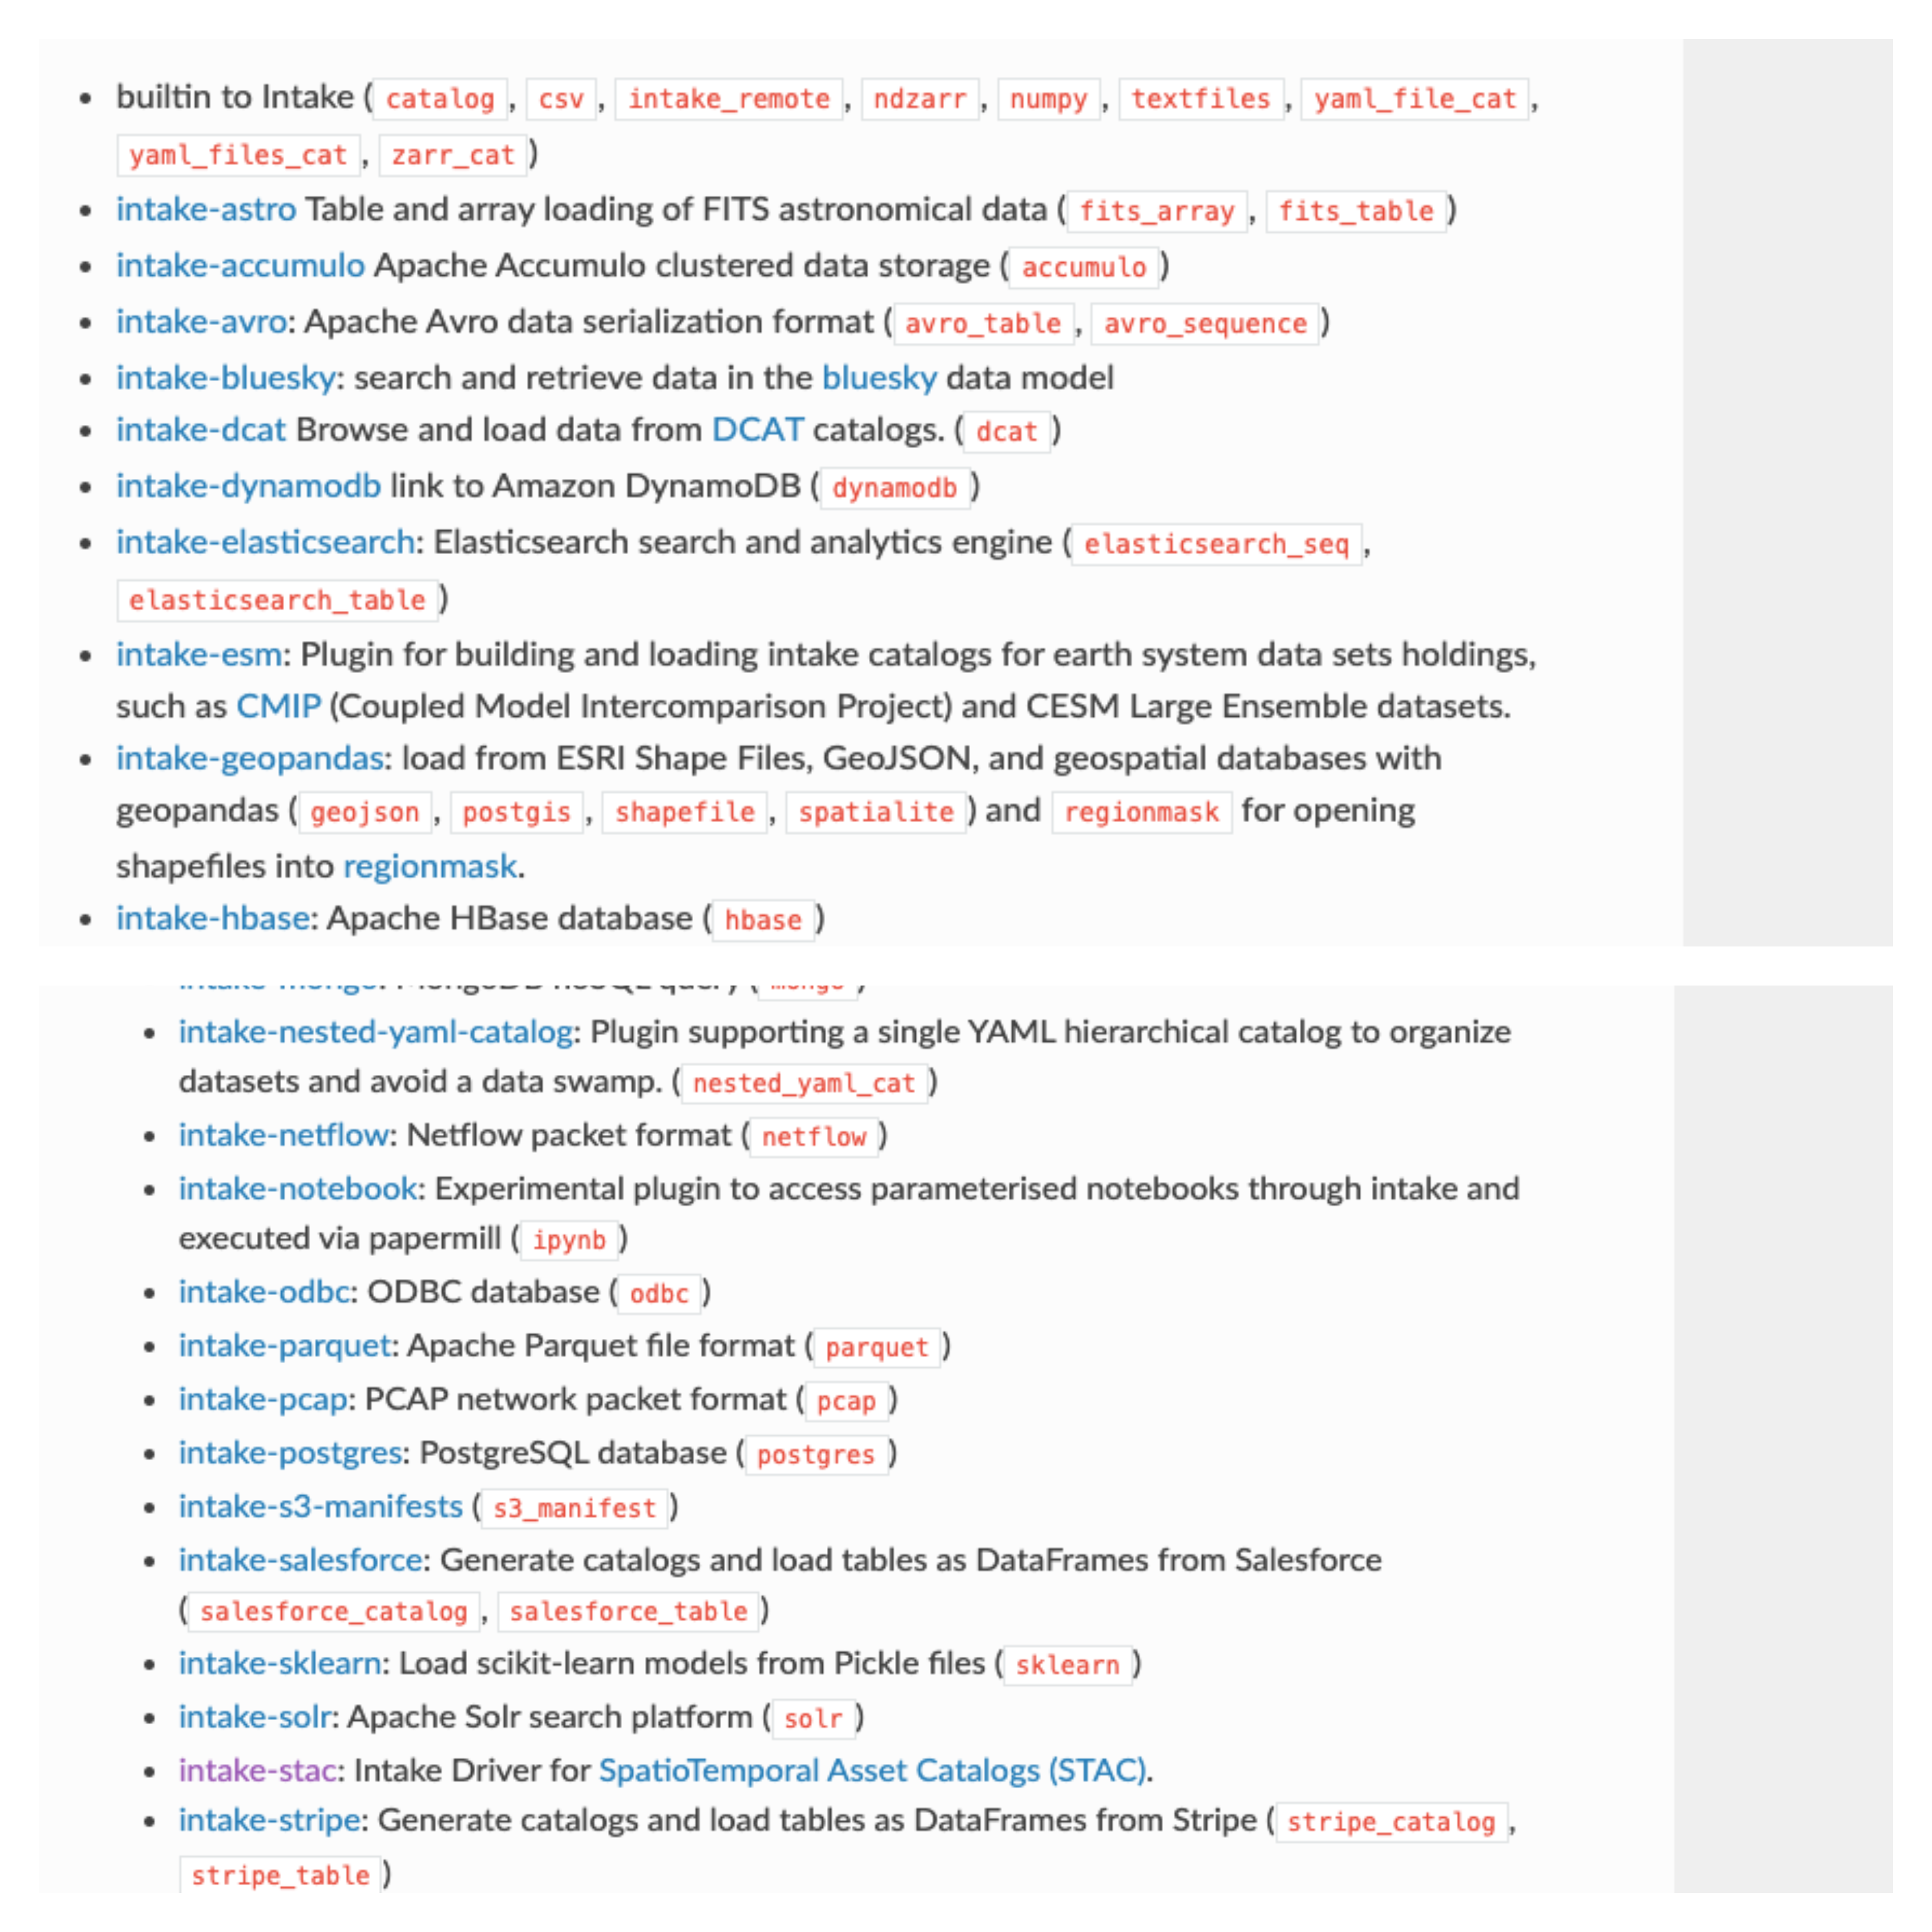 builtin to Intake ( catalog , csv , intake_remote , ndzarr , numpy , textfiles , yaml_file_cat ,
yaml_files_cat , zarr_cat )
intake-astro Table and array loading of FITS astronomical data ( fits_array , fits_table )
intake-accumulo Apache Accumulo clustered data storage ( accumulo )
intake-avro: Apache Avro data serialization format ( avro_table , avro_sequence )
intake-bluesky: search and retrieve data in the bluesky data model
intake-dcat Browse and load data from DCAT catalogs. ( dcat )
intake-dynamodb link to Amazon DynamoDB ( dynamodb )
intake-elasticsearch: Elasticsearch search and analytics engine ( elasticsearch_seq ,
elasticsearch_table )
intake-esm: Plugin for building and loading intake catalogs for earth system data sets holdings,
such as CMIP (Coupled Model Intercomparison Project) and CESM Large Ensemble datasets.
intake-geopandas: load from ESRI Shape Files, GeoJSON, and geospatial databases with
geopandas ( geojson , postgis , shapefile , spatialite ) and regionmask for opening
shapefiles into regionmask.
intake-hbase: Apache HBase database ( hbase )
intake-mongo: MongoDB noSQL query ( mongo )
intake-nested-yaml-catalog: Plugin supporting a single YAML hierarchical catalog to organize
datasets and avoid a data swamp. ( nested_yaml_cat )
intake-netflow: Netflow packet format ( netflow )
intake-notebook: Experimental plugin to access parameterised notebooks through intake and
executed via papermill ( ipynb )
intake-odbc: ODBC database ( odbc )
intake-parquet: Apache Parquet file format ( parquet )
intake-pcap: PCAP network packet format ( pcap )
intake-postgres: PostgreSQL database ( postgres )
intake-s3-manifests ( s3_manifest )
intake-salesforce: Generate catalogs and load tables as DataFrames from Salesforce
( salesforce_catalog , salesforce_table )
intake-sklearn: Load scikit-learn models from Pickle files ( sklearn )
intake-solr: Apache Solr search platform ( solr )
intake-stac: Intake Driver for SpatioTemporal Asset Catalogs (STAC).
intake-stripe: Generate catalogs and load tables as DataFrames from Stripe ( stripe_catalog ,
stripe_table )